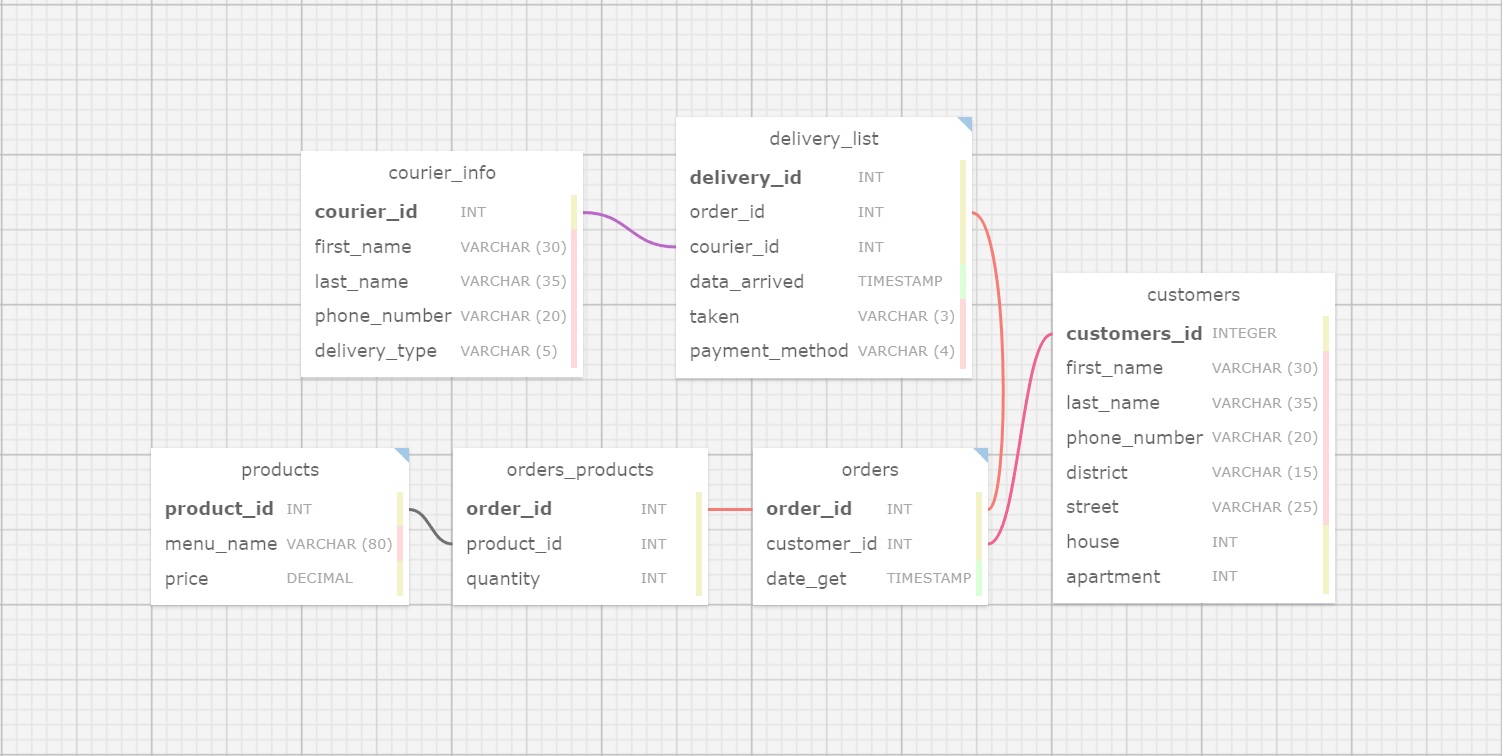 courier_info
courier_id INT
first_name VARCHAR (30)
last_name VARCHAR (35)
phone_number VARCHAR (20)
delivery_type VARCHAR (5)
delivery_list
delivery_id INT
order_id INT
courier_id INT
data_arrived TIMESTAMP
taken VARCHAR (3)
payment_method VARCHAR (4)
customers
customers_id INTEGER
first_name VARCHAR (30)
last_name VARCHAR (35)
phone_number VARCHAR (20)
district VARCHAR (15)
street VARCHAR (25)
house INT
apartment INT
products
product_id INT
menu_name VARCHAR (80)
price DECIMAL
orders_products
order_id INT
product_id INT
quantity INT
orders
order_id INT
customer_id INT
date_get TIMESTAMP